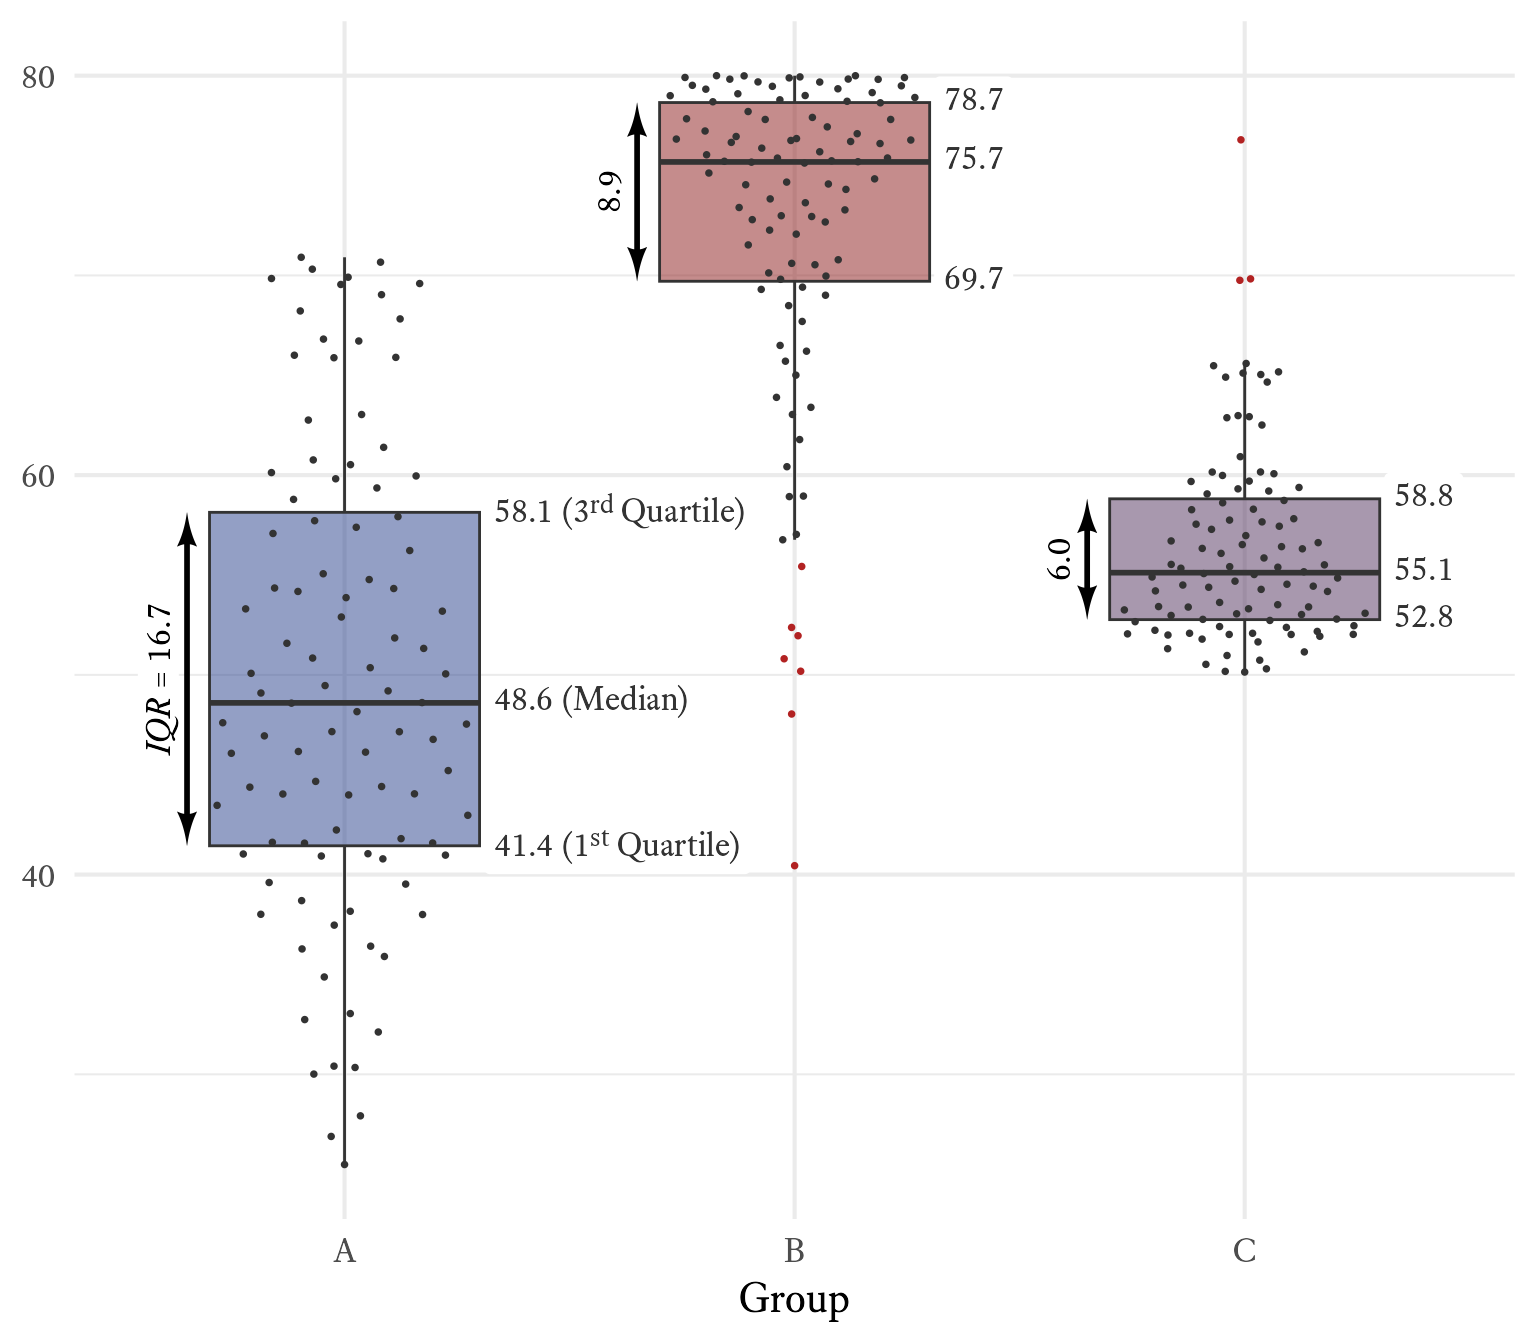 80
78.7
75.7
8.9
69.7
60
58.1 (3rd Quartile)
58.8
55.1
6.0
52.8
IQR = 16.7
48.6 (Median)
41.4 (1st Quartile)
40
A
B
C
Group